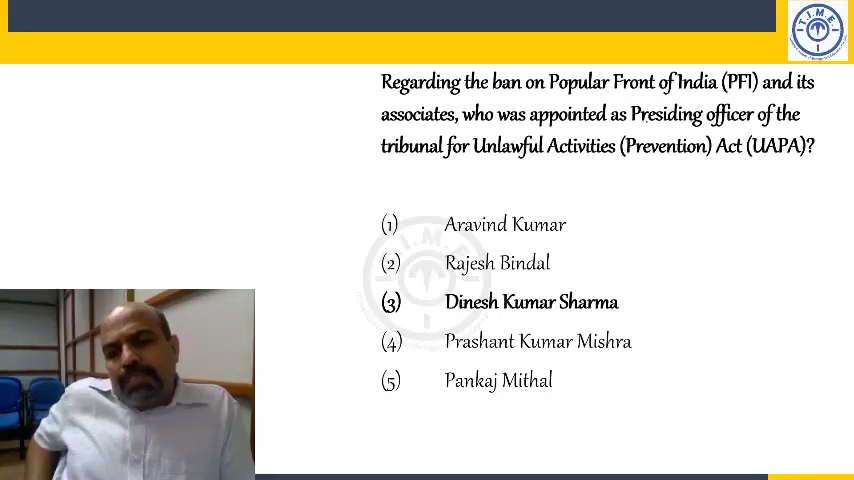 T.I.M.E.
Regarding the ban on Popular Front of India (PFI) and its
associates, who was appointed as Presiding officer of the
tribunal for Unlawful Activities (Prevention) Act (UAPA)?
(1) Aravind Kumar
(2) Rajesh Bindal
(3) Dinesh Kumar Sharma
(4) Prashant Kumar Mishra
(5) Pankaj Mithal
T.I.M.E.